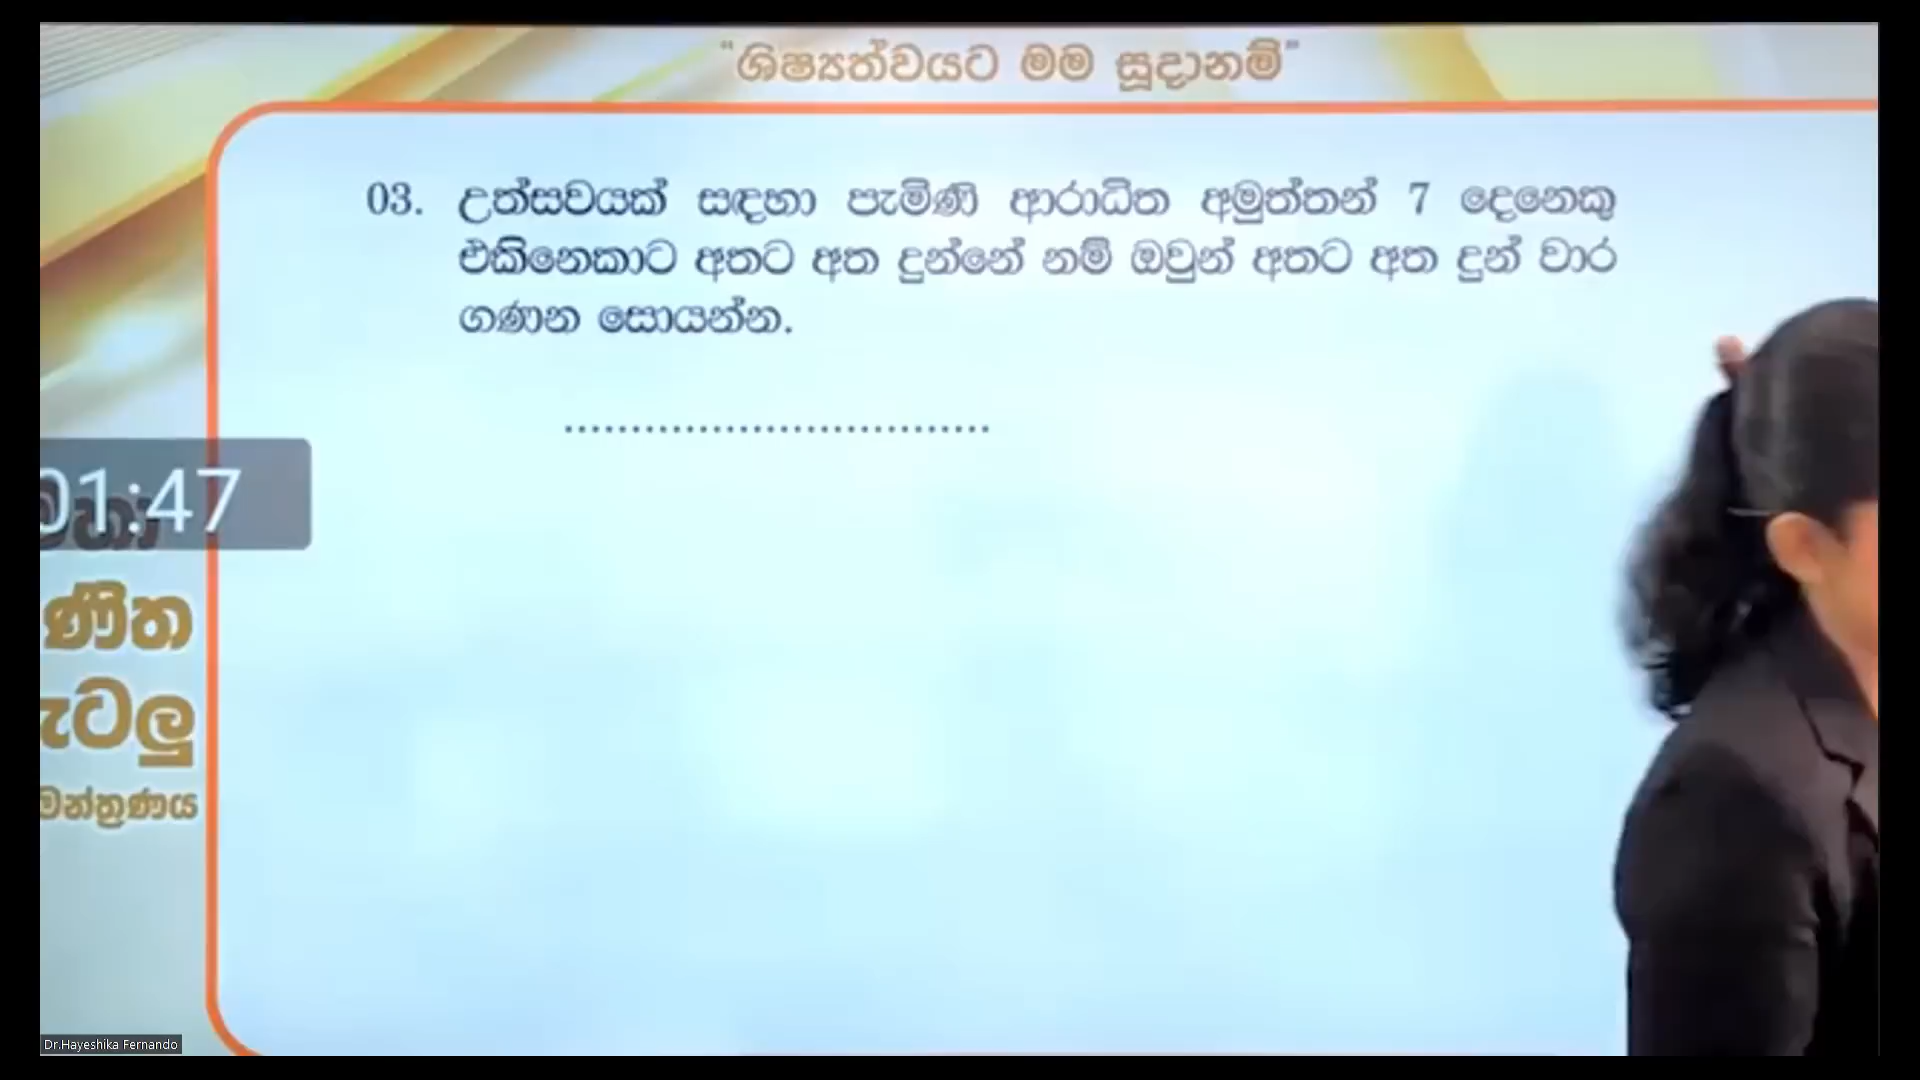 "ශිෂ්‍යත්වයට මම සූදානම්"
03. උත්සවයක් සඳහා පැමිණි ආරාධිත අමුත්තන් 7 දෙනෙකු
එකිනෙකාට අතට අත දුන්නේ නම් ඔවුන් අතට අත දුන් වාර
ගණන සොයන්න.
................................
01:47
ණිත
ැටලු
මන්ත්‍රණය
Dr.Hayeshika Fernando